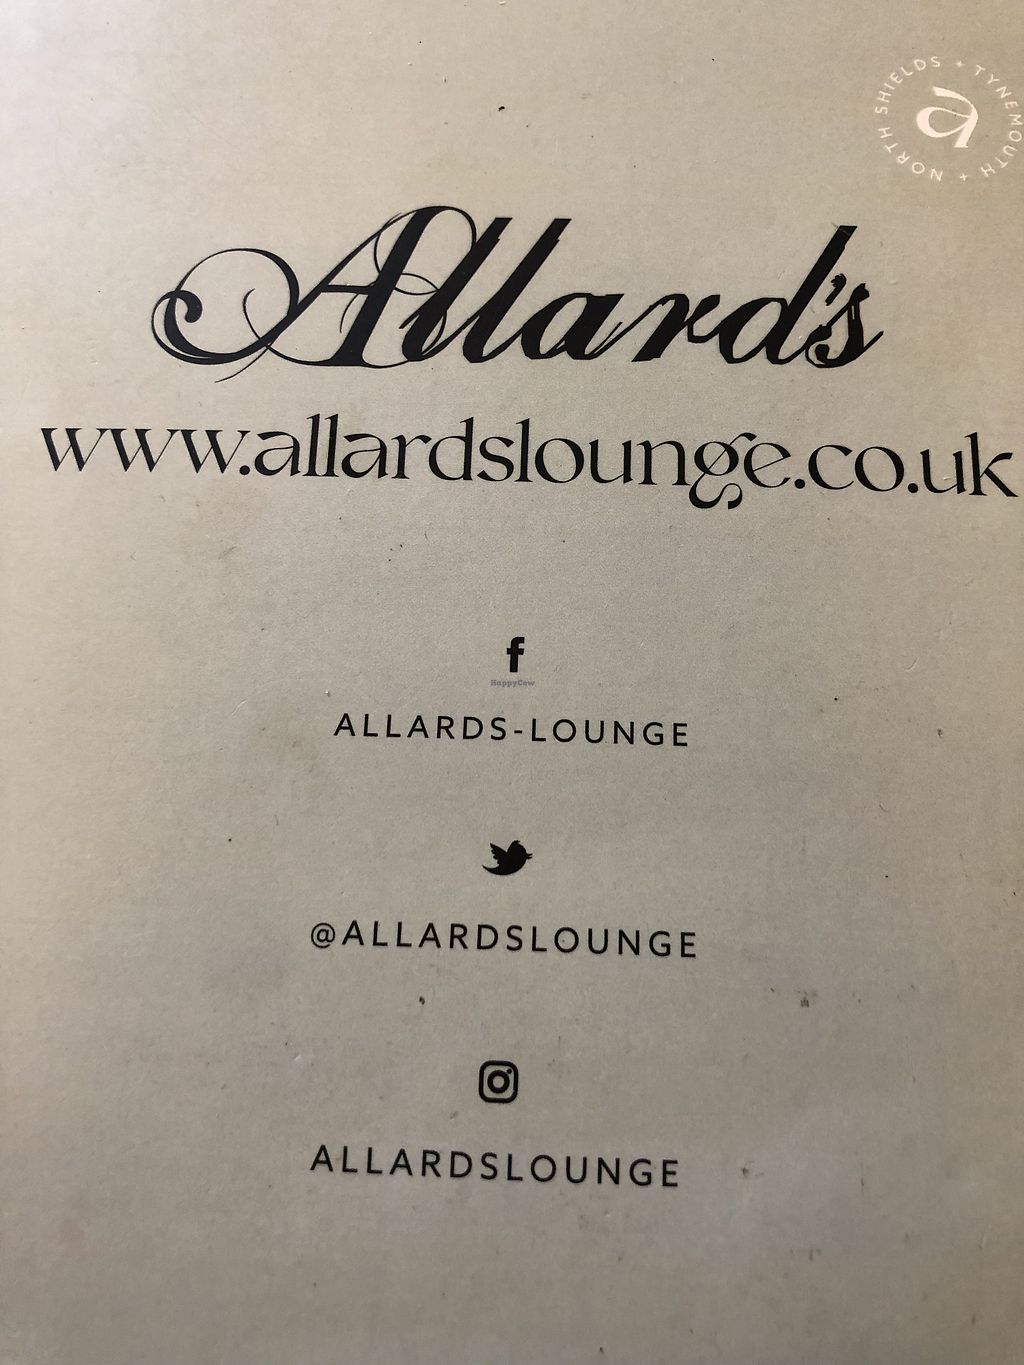 NORTH SHIELDS + TYNEMOUTH +
a
Allard's
www.allardslounge.co.uk
f
HappyCow
ALLARDS-LOUNGE
@ALLARDSLOUNGE
ALLARDSLOUNGE